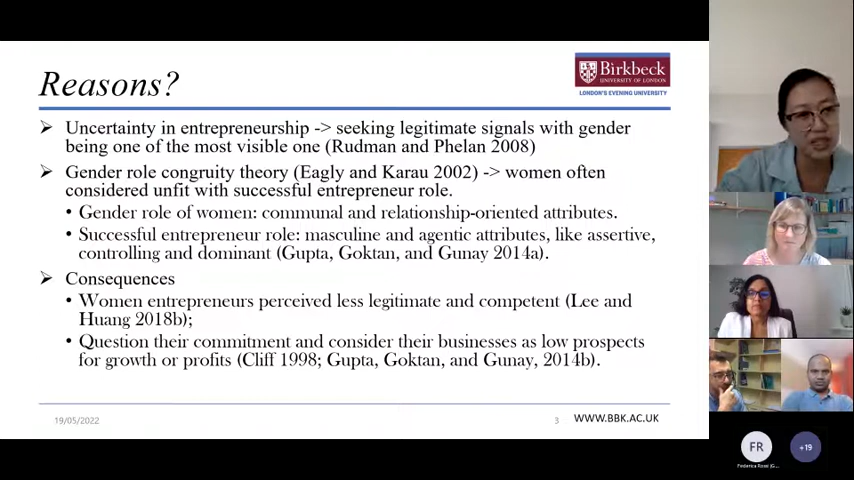 Reasons?
Birkbeck
UNIVERSITY OF LONDON
LONDON'S EVENING UNIVERSITY
➢ Uncertainty in entrepreneurship -> seeking legitimate signals with gender
being one of the most visible one (Rudman and Phelan 2008)
➢ Gender role congruity theory (Eagly and Karau 2002) -> women often
considered unfit with successful entrepreneur role.
• Gender role of women: communal and relationship-oriented attributes.
• Successful entrepreneur role: masculine and agentic attributes, like assertive,
controlling and dominant (Gupta, Goktan, and Gunay 2014a).
➢ Consequences
• Women entrepreneurs perceived less legitimate and competent (Lee and
Huang 2018b);
• Question their commitment and consider their businesses as low prospects
for growth or profits (Cliff 1998; Gupta, Goktan, and Gunay, 2014b).
19/05/2022
3
WWW.BBK.AC.UK
FR
+19
Federica Rossi (G...